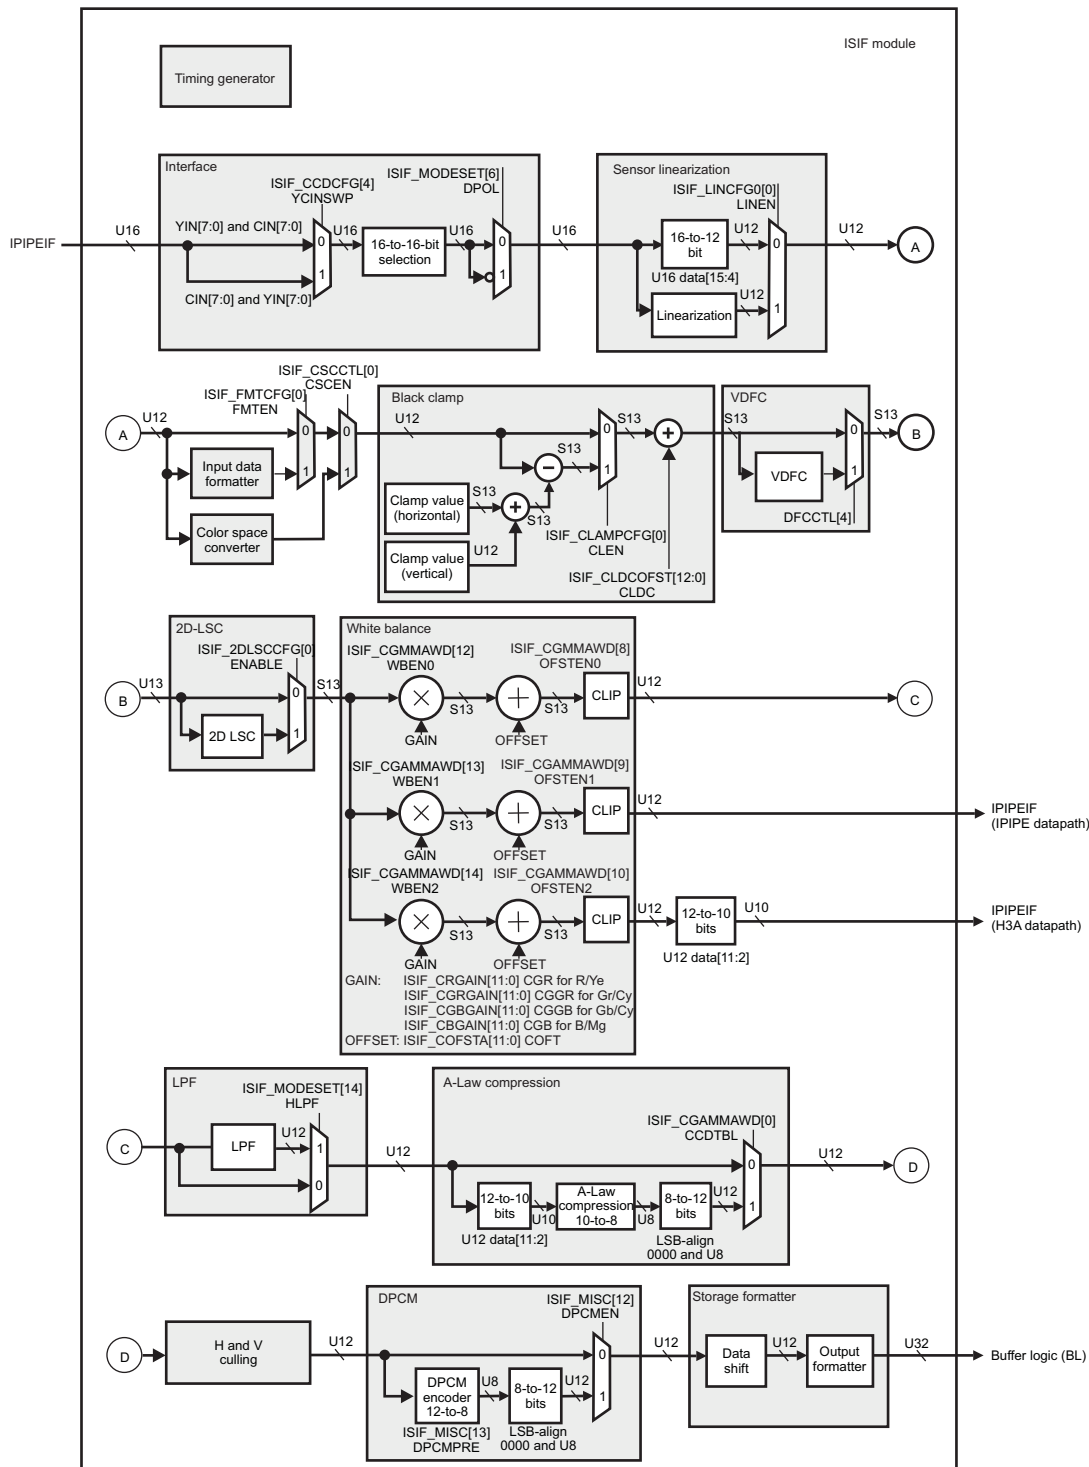 ISIF module
Timing generator
Interface
ISIF_CCDCFG[4]
YCINSWP
ISIF_MODESET[6]
DPOL
IPIPEIF
U16
YIN[7:0] and CIN[7:0]
0
U16
16-to-16-bit
selection
U16
0
U16
1
1
CIN[7:0] and YIN[7:0]
Sensor linearization
ISIF_LINCFG0[0]
LINEN
16-to-12
bit
U12
0
U12
A
U16 data[15:4]
Linearization
U12
1
A
U12
ISIF_FMTCFG[0]
FMTEN
ISIF_CSCCTL[0]
CSCEN
0
0
Input data
formatter
1
1
Color space
converter
Black clamp
U12
0
S13
+
S13
−
1
Clamp value
(horizontal)
S13
+
S13
Clamp value
(vertical)
U12
ISIF_CLAMPCFG[0]
CLEN
ISIF_CLDCOFST[12:0]
CLDC
VDFC
S13
0
S13
B
VDFC
1
DFCCTL[4]
2D-LSC
ISIF_2DLSCCFG[0]
ENABLE
B
U13
0
S13
2D LSC
1
White balance
ISIF_CGMMAWD[12]
WBEN0
ISIF_CGMMAWD[8]
OFSTEN0
S13
S13
CLIP
U12
C
GAIN
OFFSET
ISIF_CGAMMAWD[13]
WBEN1
ISIF_CGAMMAWD[9]
OFSTEN1
S13
S13
CLIP
U12
IPIPEIF
(IPIPE datapath)
GAIN
OFFSET
ISIF_CGAMMAWD[14]
WBEN2
ISIF_CGAMMAWD[10]
OFSTEN2
S13
S13
CLIP
U12
12-to-10
bits
U10
IPIPEIF
(H3A datapath)
U12 data[11:2]
GAIN
OFFSET
GAIN: ISIF_CRGAIN[11:0] CGR for R/Ye
ISIF_CGRGAIN[11:0] CGGR for Gr/Cy
ISIF_CGBGAIN[11:0] CGGB for Gb/Cy
ISIF_CBGAIN[11:0] CGB for B/Mg
OFFSET: ISIF_COFSTA[11:0] COFT
LPF
ISIF_MODESET[14]
HLPF
C
LPF
U12
1
U12
0
A-Law compression
ISIF_CGAMMAWD[0]
CCDTBL
0
U12
D
12-to-10
bits
U10
A-Law
compression
10-to-8
U8
8-to-12
bits
U12
1
U12 data[11:2]
LSB-align
0000 and U8
D
H and V
culling
U12
DPCM
ISIF_MISC[12]
DPCMEN
0
U12
DPCM
encoder
12-to-8
U8
8-to-12
bits
U12
1
ISIF_MISC[13]
DPCMPRE
LSB-align
0000 and U8
Storage formatter
Data
shift
U12
Output
formatter
U32
Buffer logic (BL)